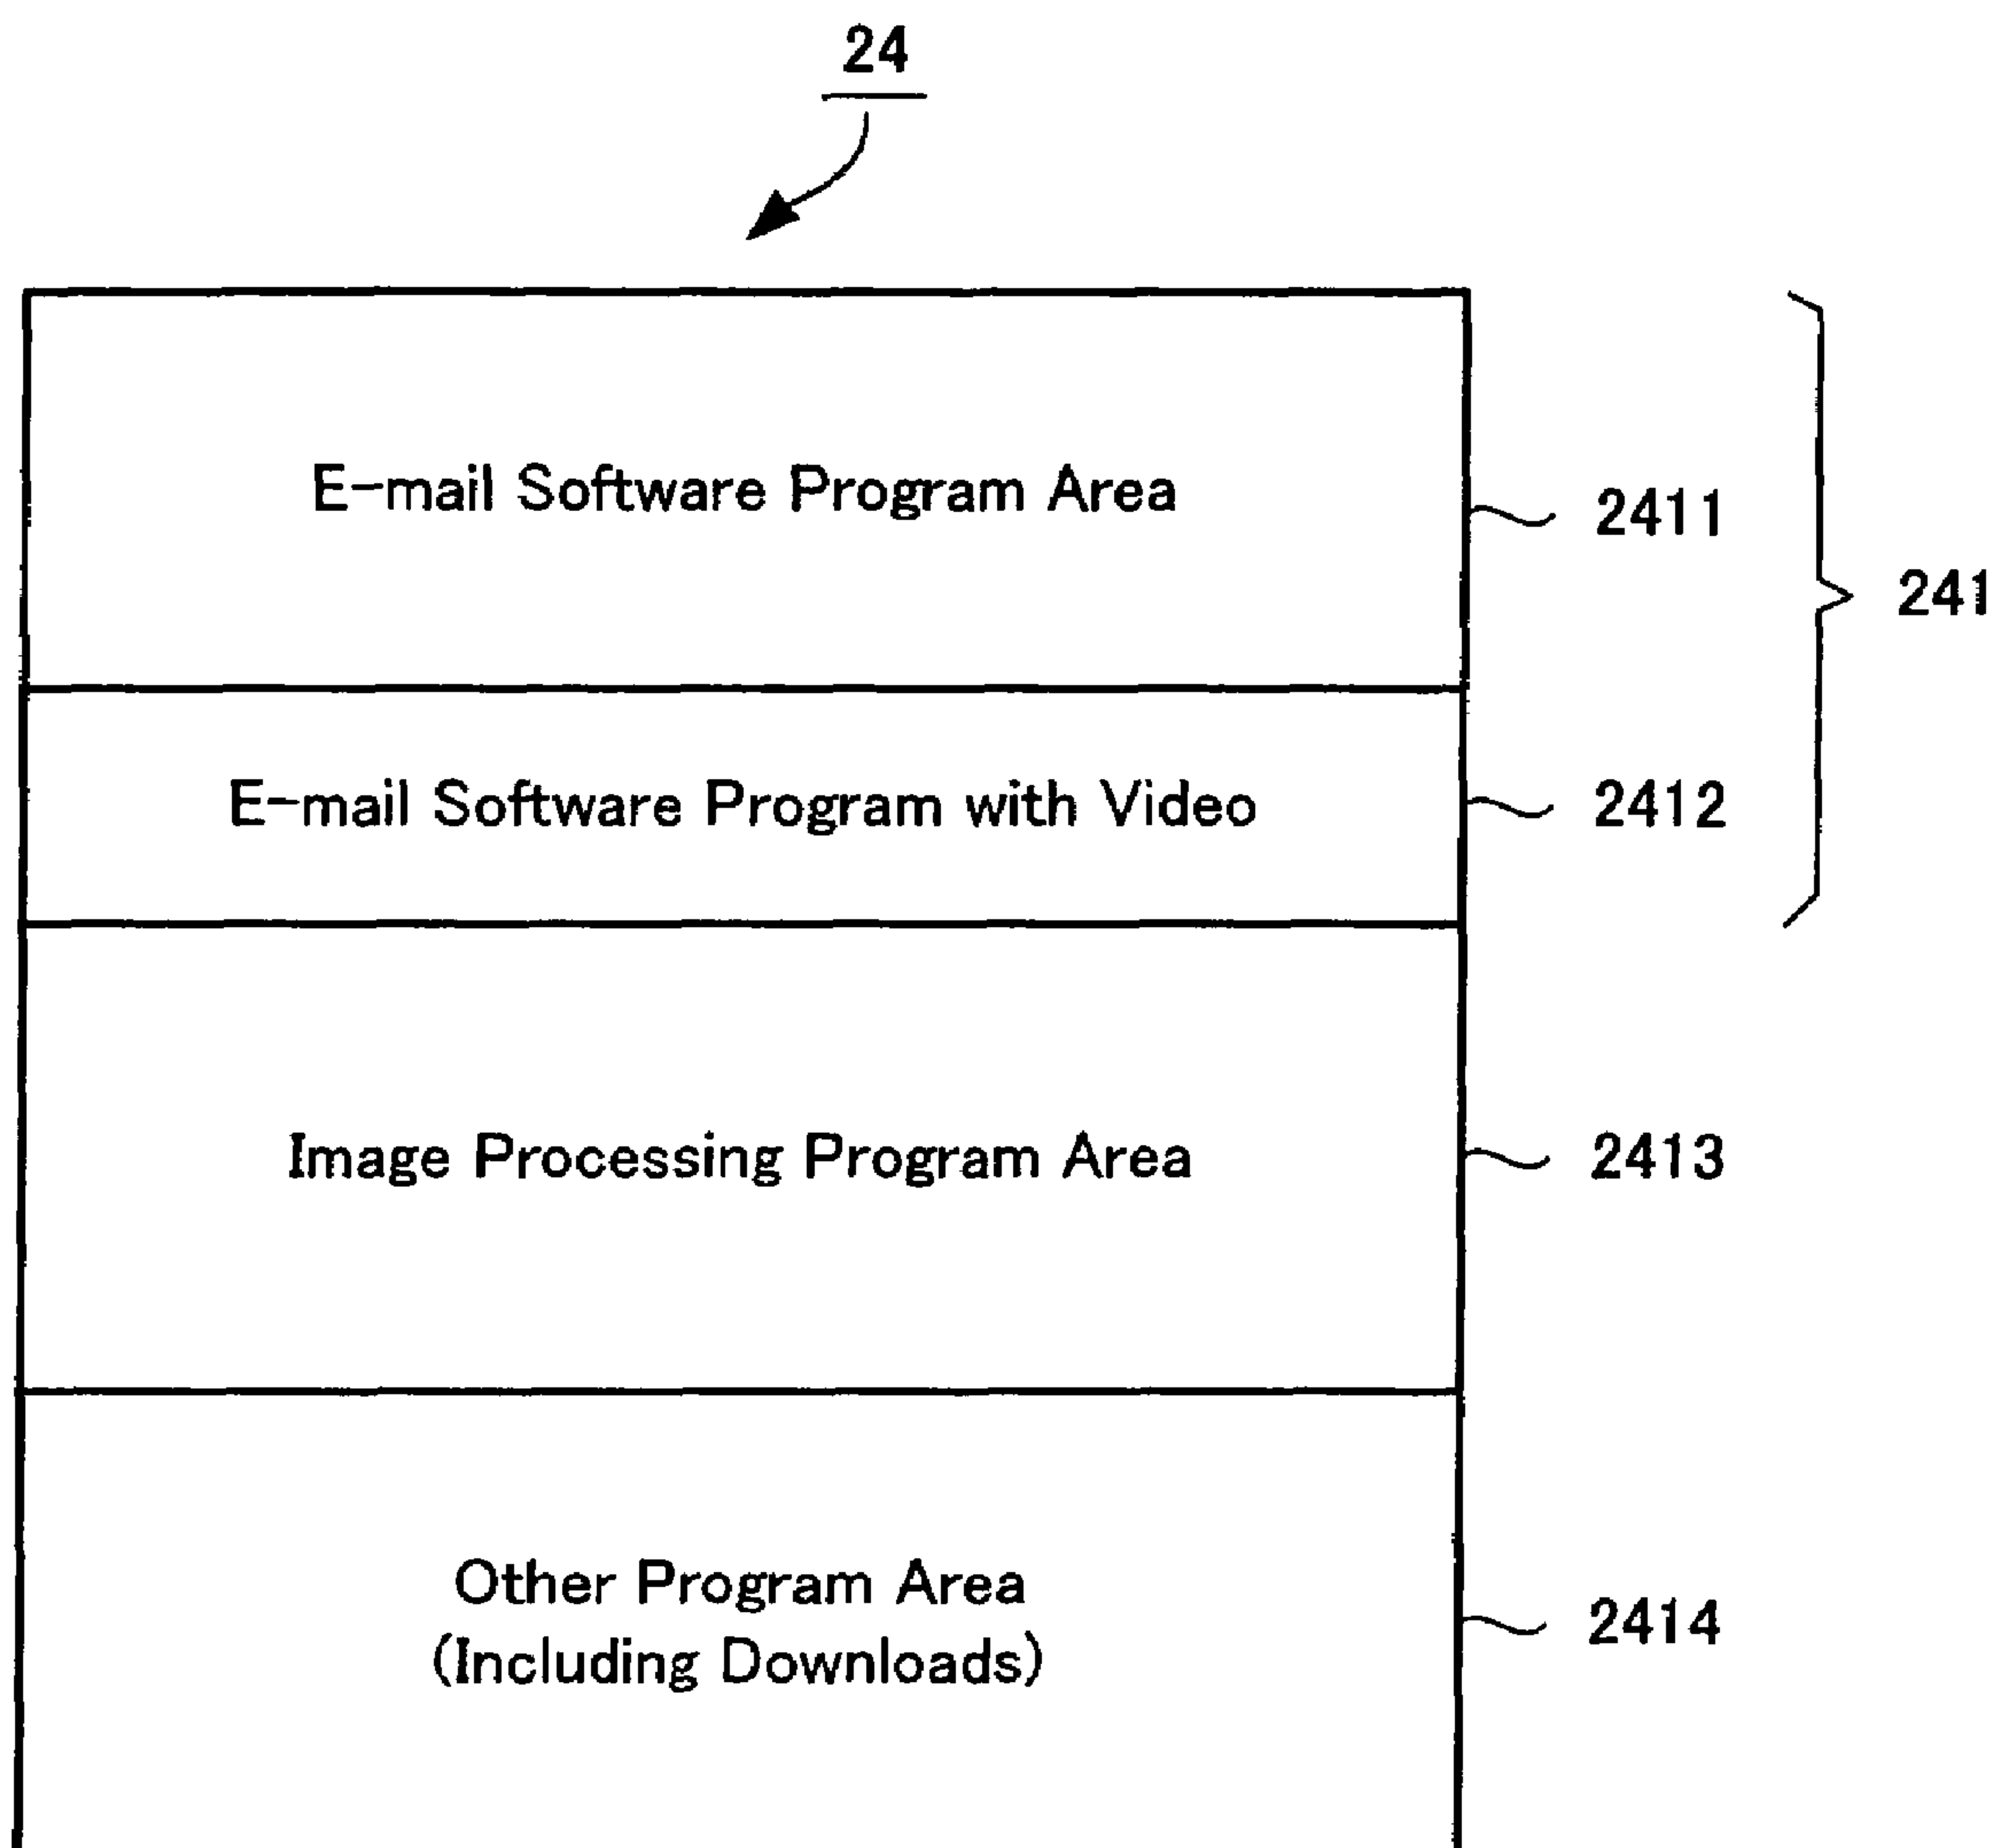 24
E-mail Software Program Area
2411
241
E-mail Software Program with Video
2412
Image Processing Program Area
2413
Other Program Area
(Including Downloads)
2414